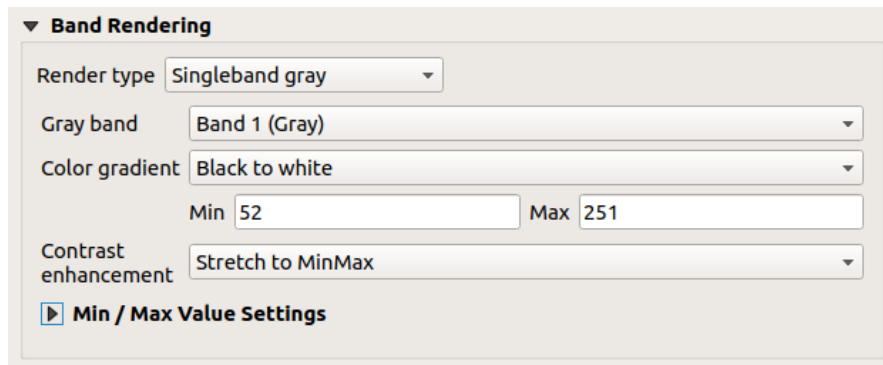 Band Rendering
Render type Singleband gray
Gray band Band 1 (Gray)
Color gradient Black to white
Min 52 Max 251
Contrast
enhancement Stretch to MinMax
Min / Max Value Settings